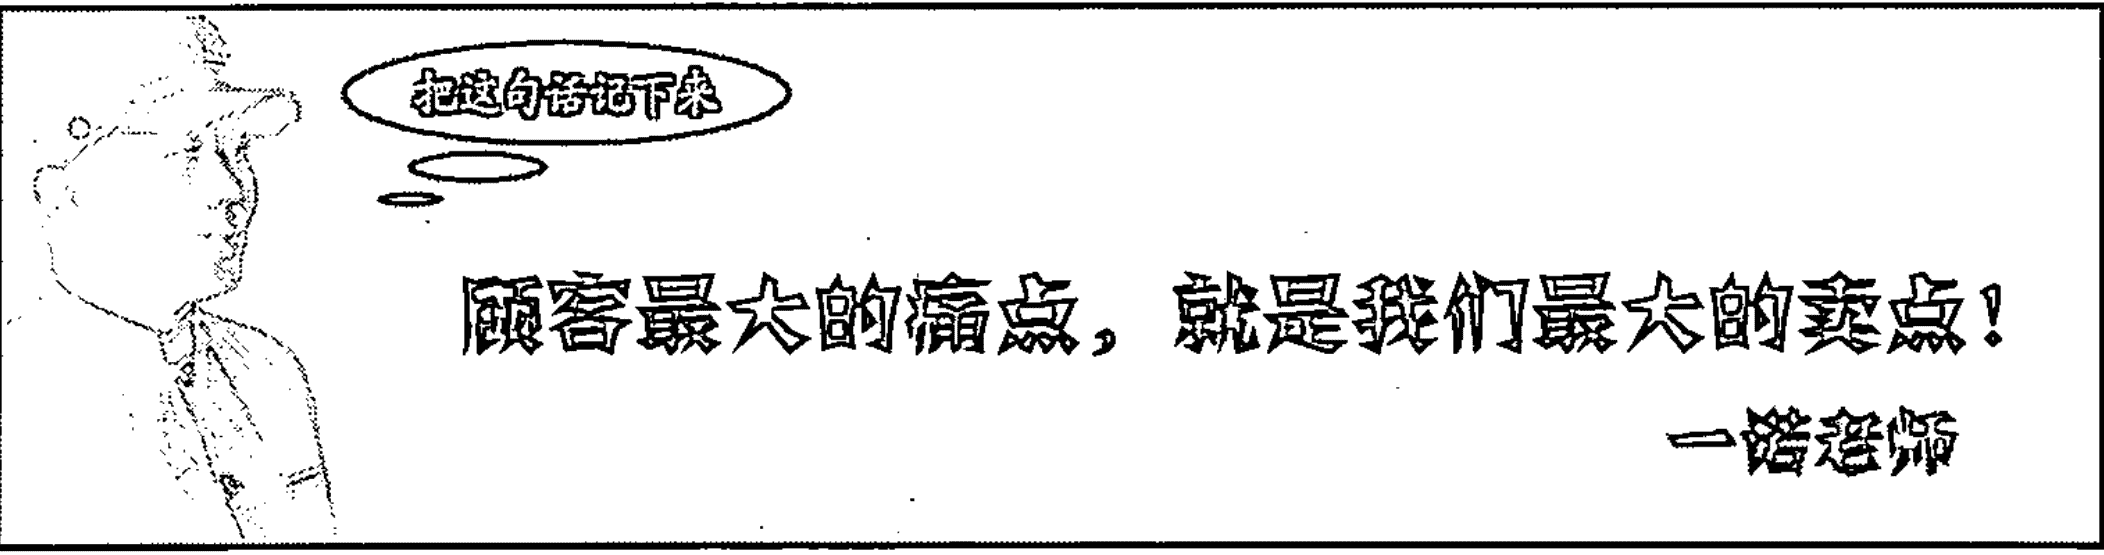 把这句话记下来
顾客最大的痛点，就是我们最大的卖点！
一诺老师